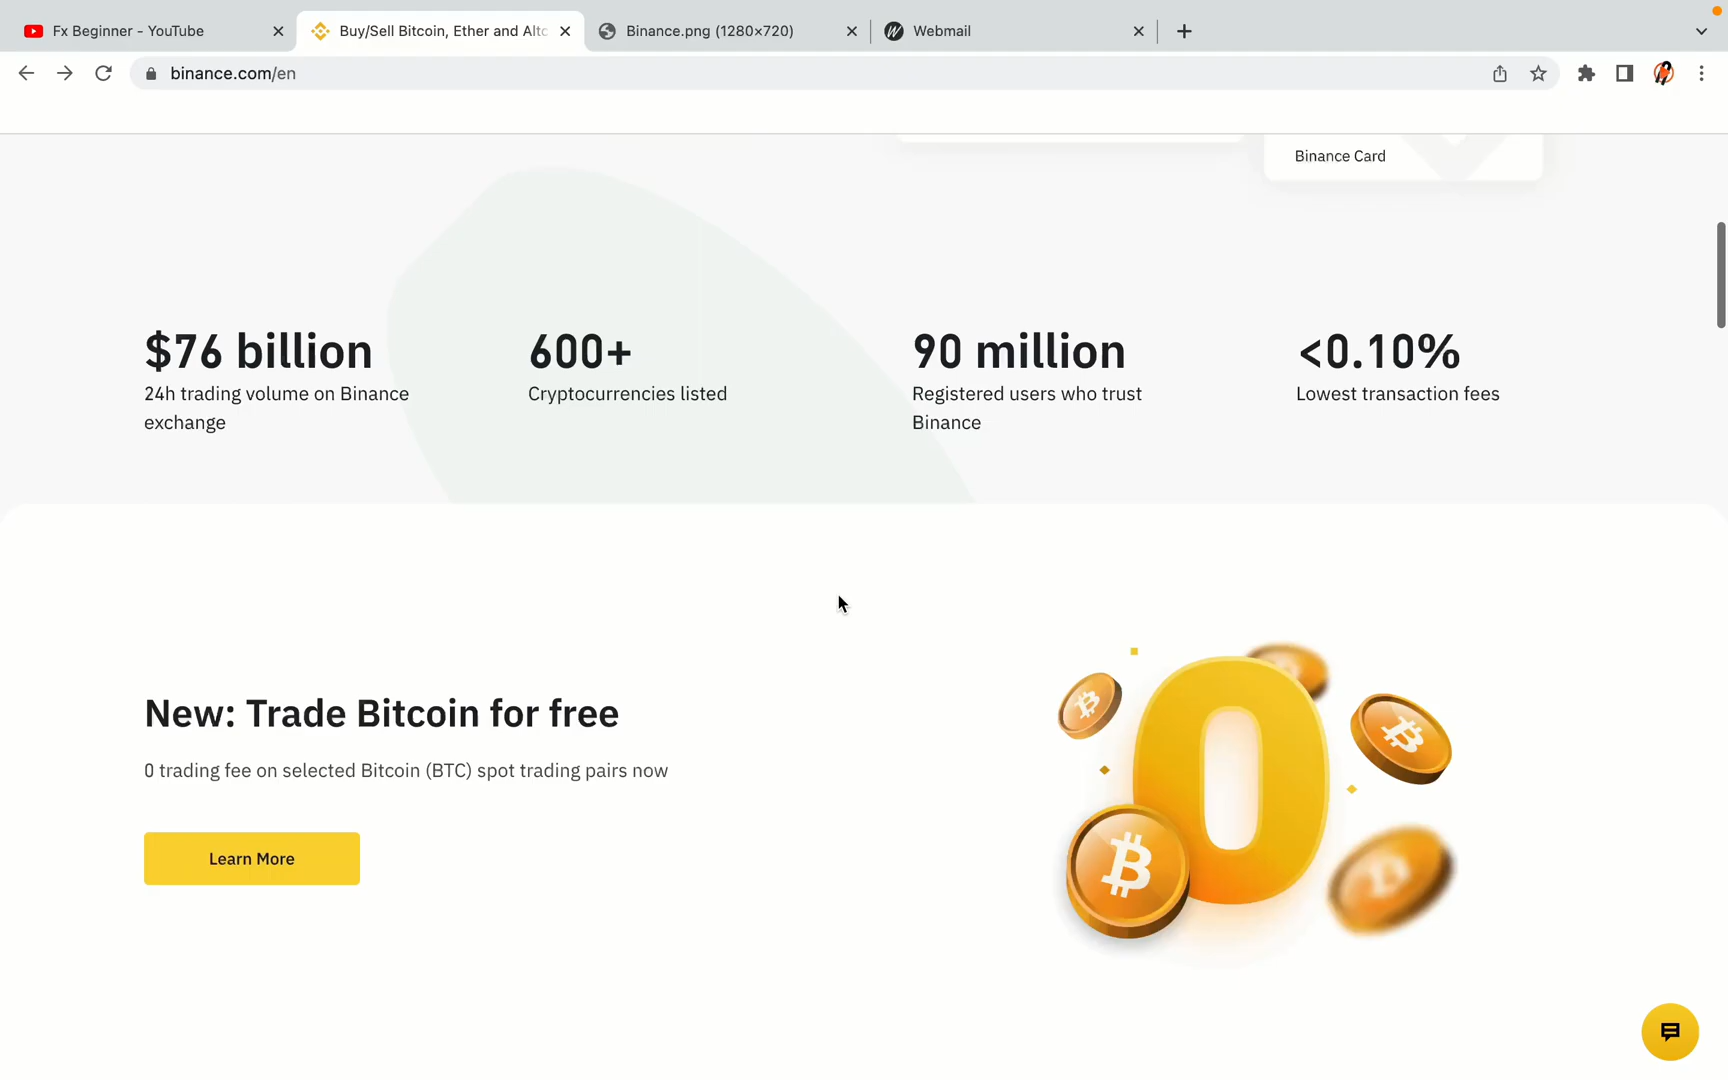 Fx Beginner - YouTube
Buy/Sell Bitcoin, Ether and Altc
Binance.png (1280×720)
Webmail
binance.com/en
Binance Card
$76 billion
24h trading volume on Binance
exchange
600+
Cryptocurrencies listed
90 million
Registered users who trust
Binance
<0.10%
Lowest transaction fees
New: Trade Bitcoin for free
0 trading fee on selected Bitcoin (BTC) spot trading pairs now
Learn More
0